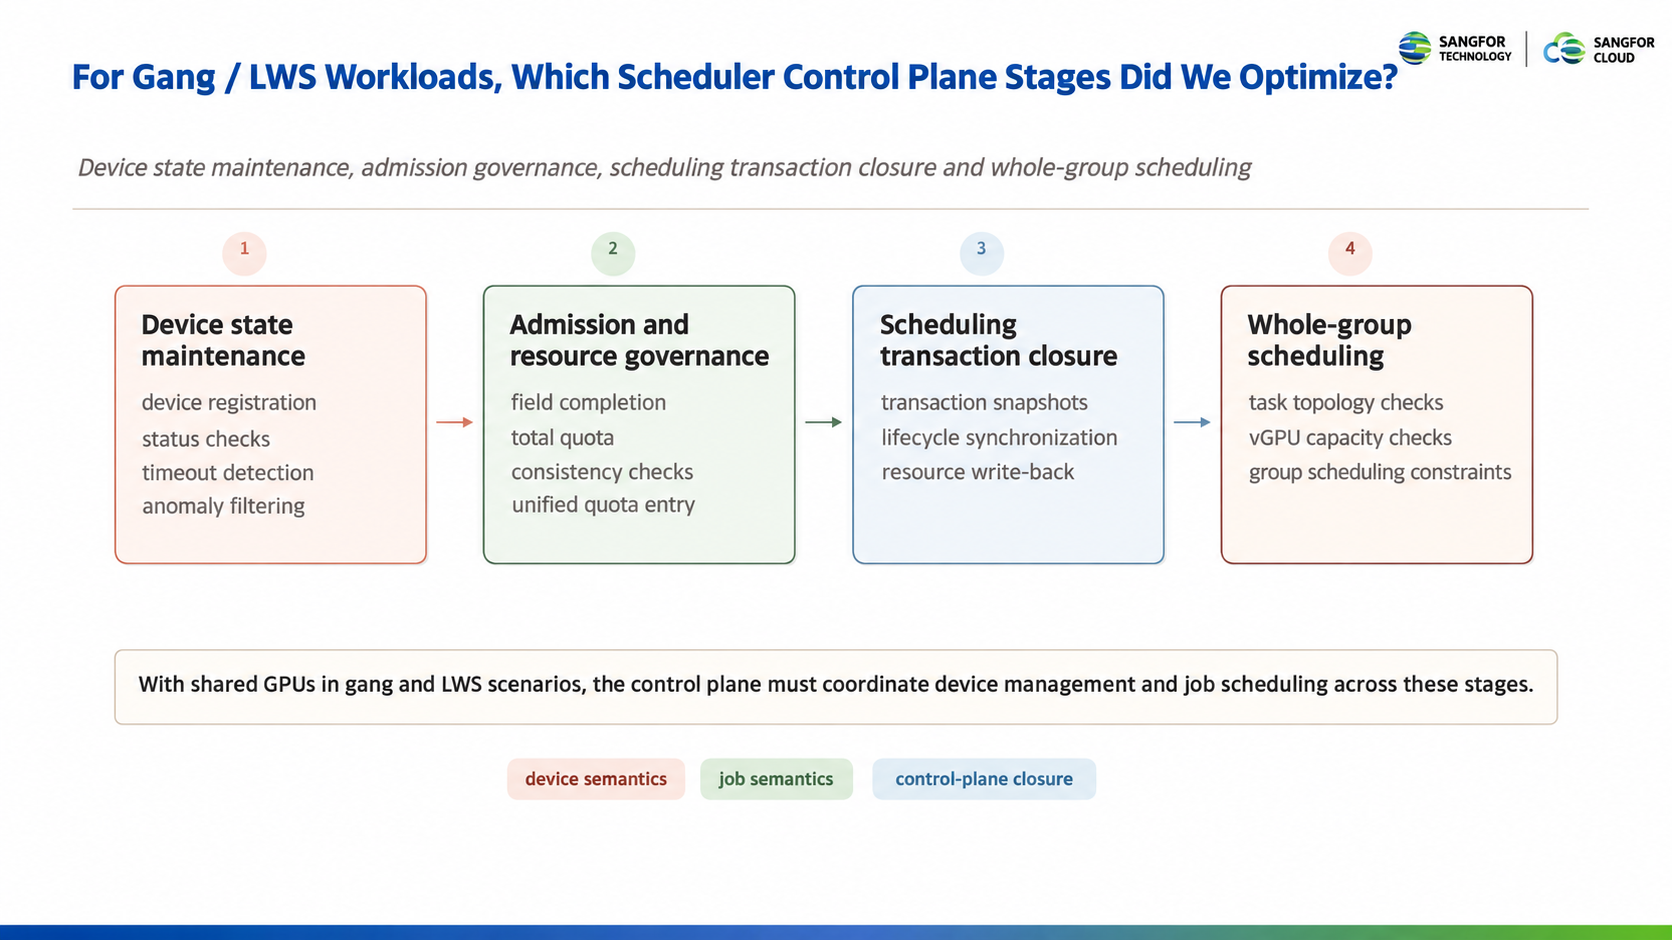 For Gang / LWS Workloads, Which Scheduler Control Plane Stages Did We Optimize?
SANGFOR
TECHNOLOGY
SANGFOR
CLOUD
Device state maintenance, admission governance, scheduling transaction closure and whole-group scheduling
1
Device state
maintenance
device registration
status checks
timeout detection
anomaly filtering
2
Admission and
resource governance
field completion
total quota
consistency checks
unified quota entry
3
Scheduling
transaction closure
transaction snapshots
lifecycle synchronization
resource write-back
4
Whole-group
scheduling
task topology checks
vGPU capacity checks
group scheduling constraints
With shared GPUs in gang and LWS scenarios, the control plane must coordinate device management and job scheduling across these stages.
device semantics
job semantics
control-plane closure